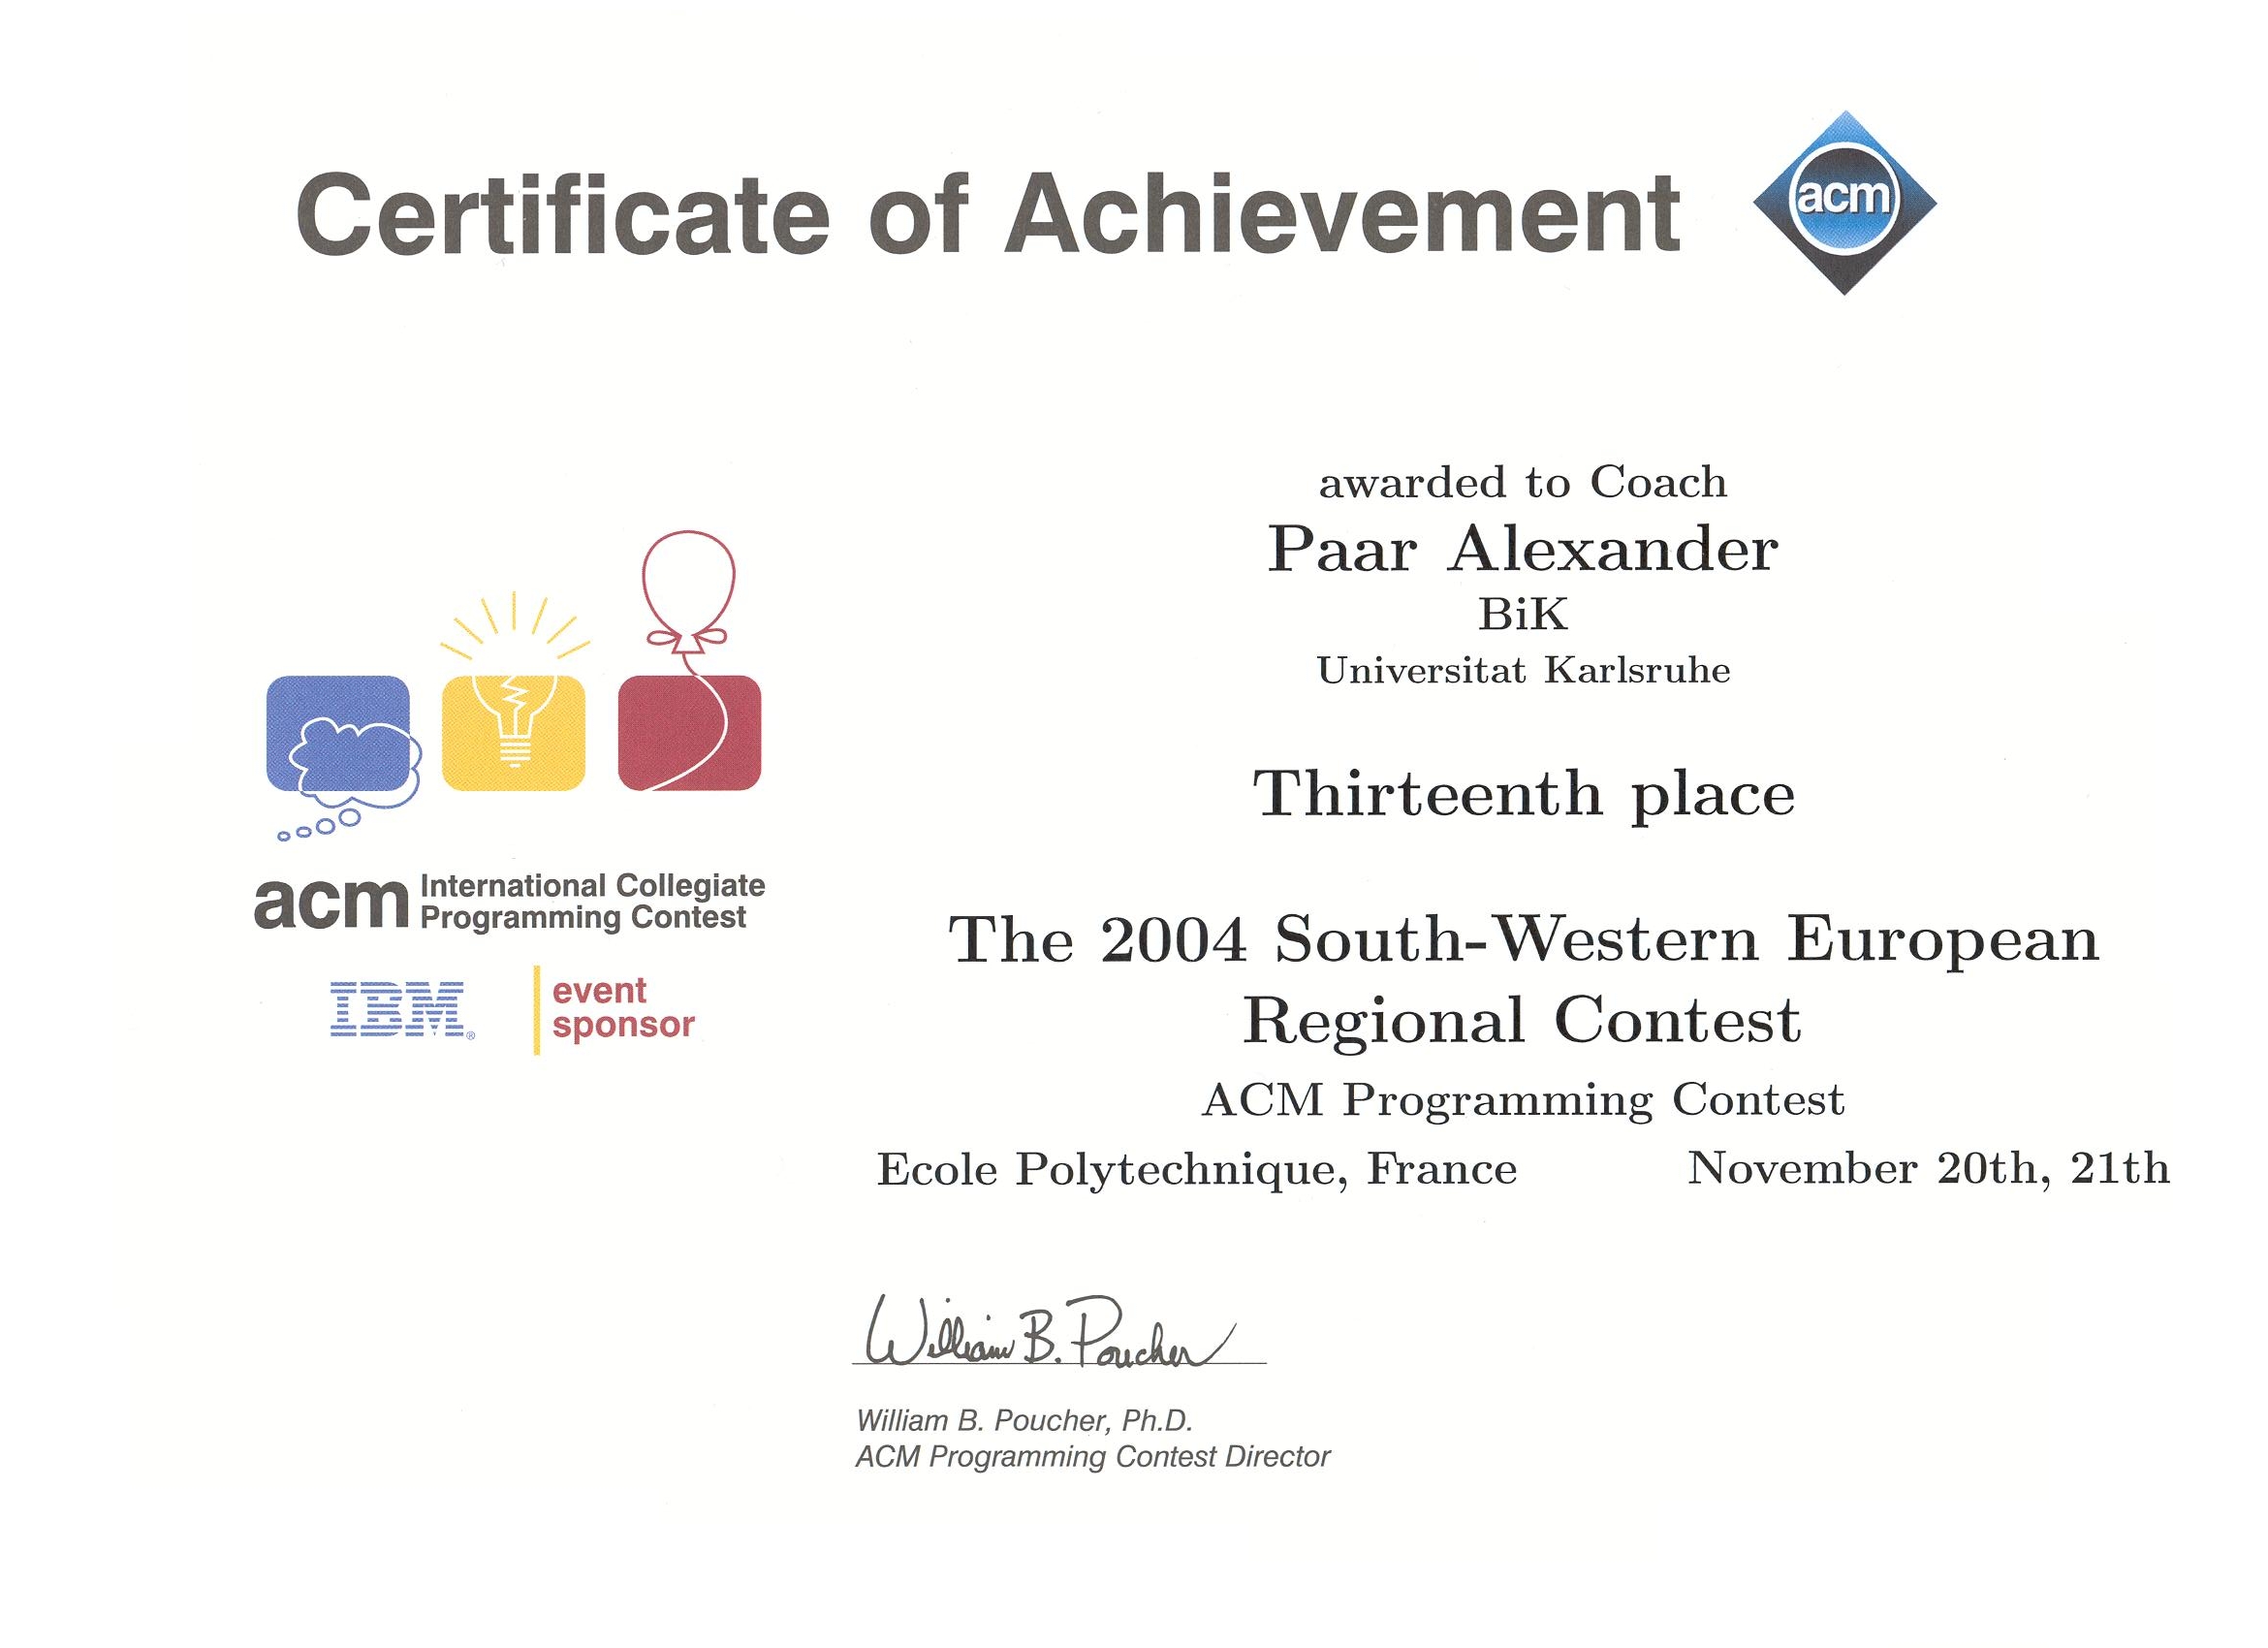 Certificate of Achievement
acm
awarded to Coach
Paar Alexander
BiK
Universitat Karlsruhe
Thirteenth place
acm International Collegiate
Programming Contest
IBM® event
sponsor
The 2004 South-Western European
Regional Contest
ACM Programming Contest
Ecole Polytechnique, France November 20th, 21th
William B. Poucher
William B. Poucher, Ph.D.
ACM Programming Contest Director